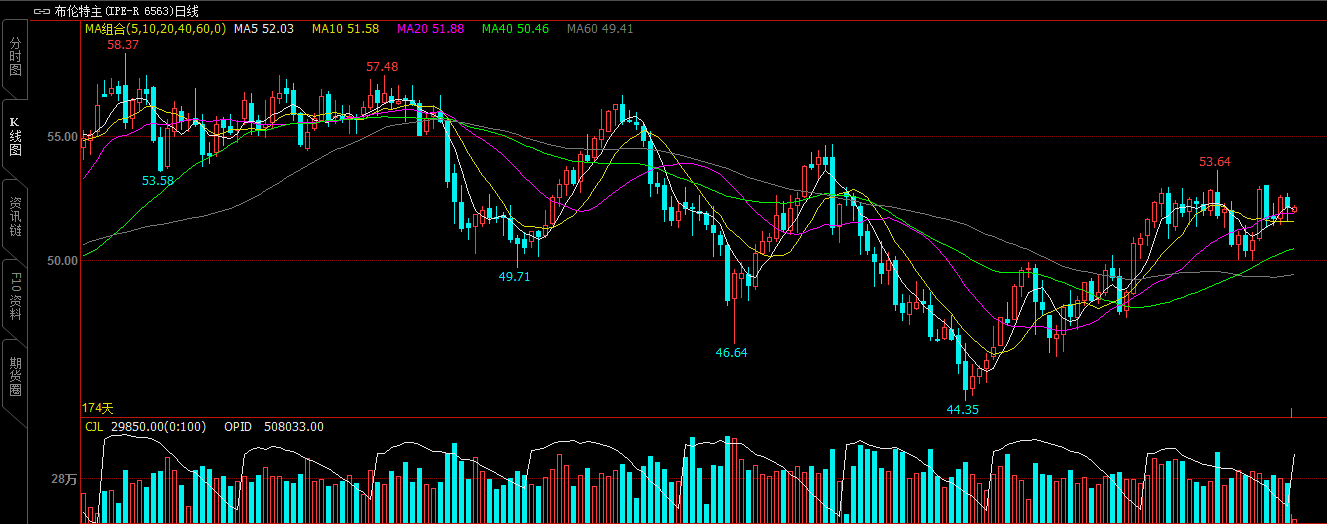 布伦特主(IPE-R 6563)日线
MA组合(5,10,20,40,60,0) MA5 52.03 MA10 51.58 MA20 51.88 MA40 50.46 MA60 49.41
分时图
K线图
资讯链
F10资料
期货圈
58.37
57.48
55.00
53.58
53.64
50.00
49.71
46.64
44.35
174天
CJL 29850.00(0:100) OPID 508033.00
28万